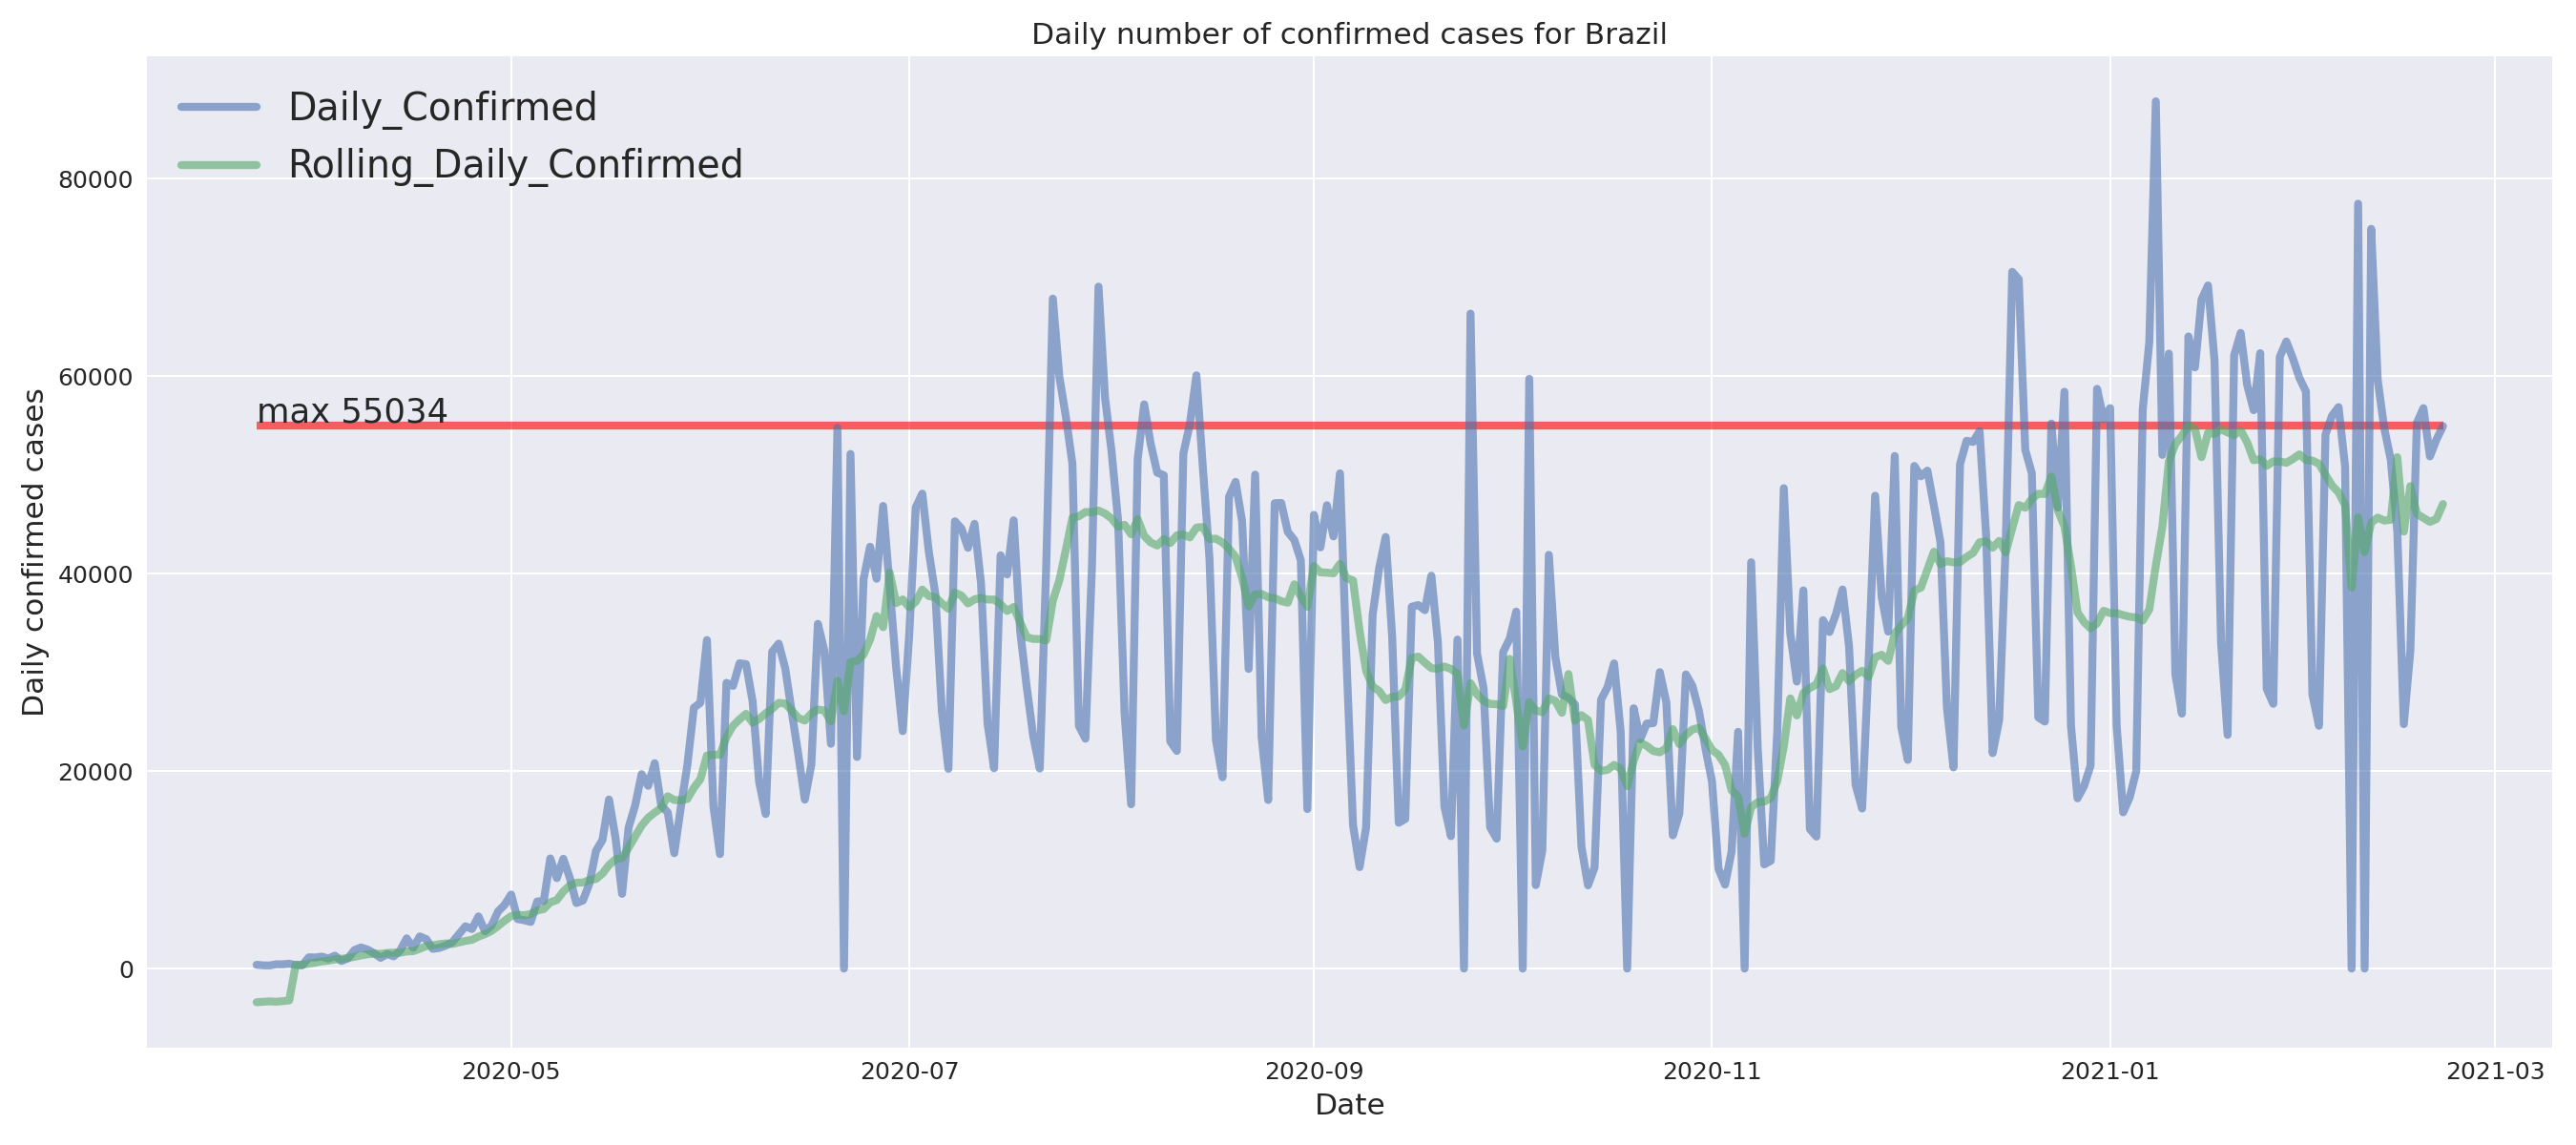 Daily number of confirmed cases for Brazil
Daily_Confirmed
Rolling_Daily_Confirmed
80000
60000
max 55034
40000
20000
0
Daily confirmed cases
2020-05
2020-07
2020-09
2020-11
2021-01
2021-03
Date